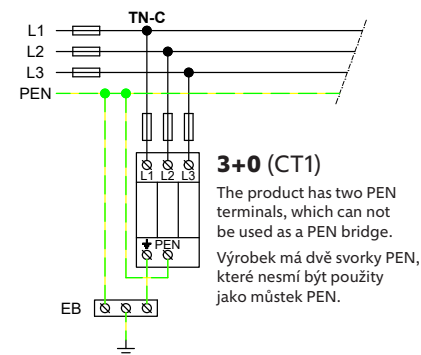 TN-C
L1
L2
L3
PEN
L1 L2 L3
PEN
EB
3+0 (CT1)
The product has two PEN
terminals, which can not
be used as a PEN bridge.
Výrobek má dvě svorky PEN,
které nesmí být použity
jako můstek PEN.